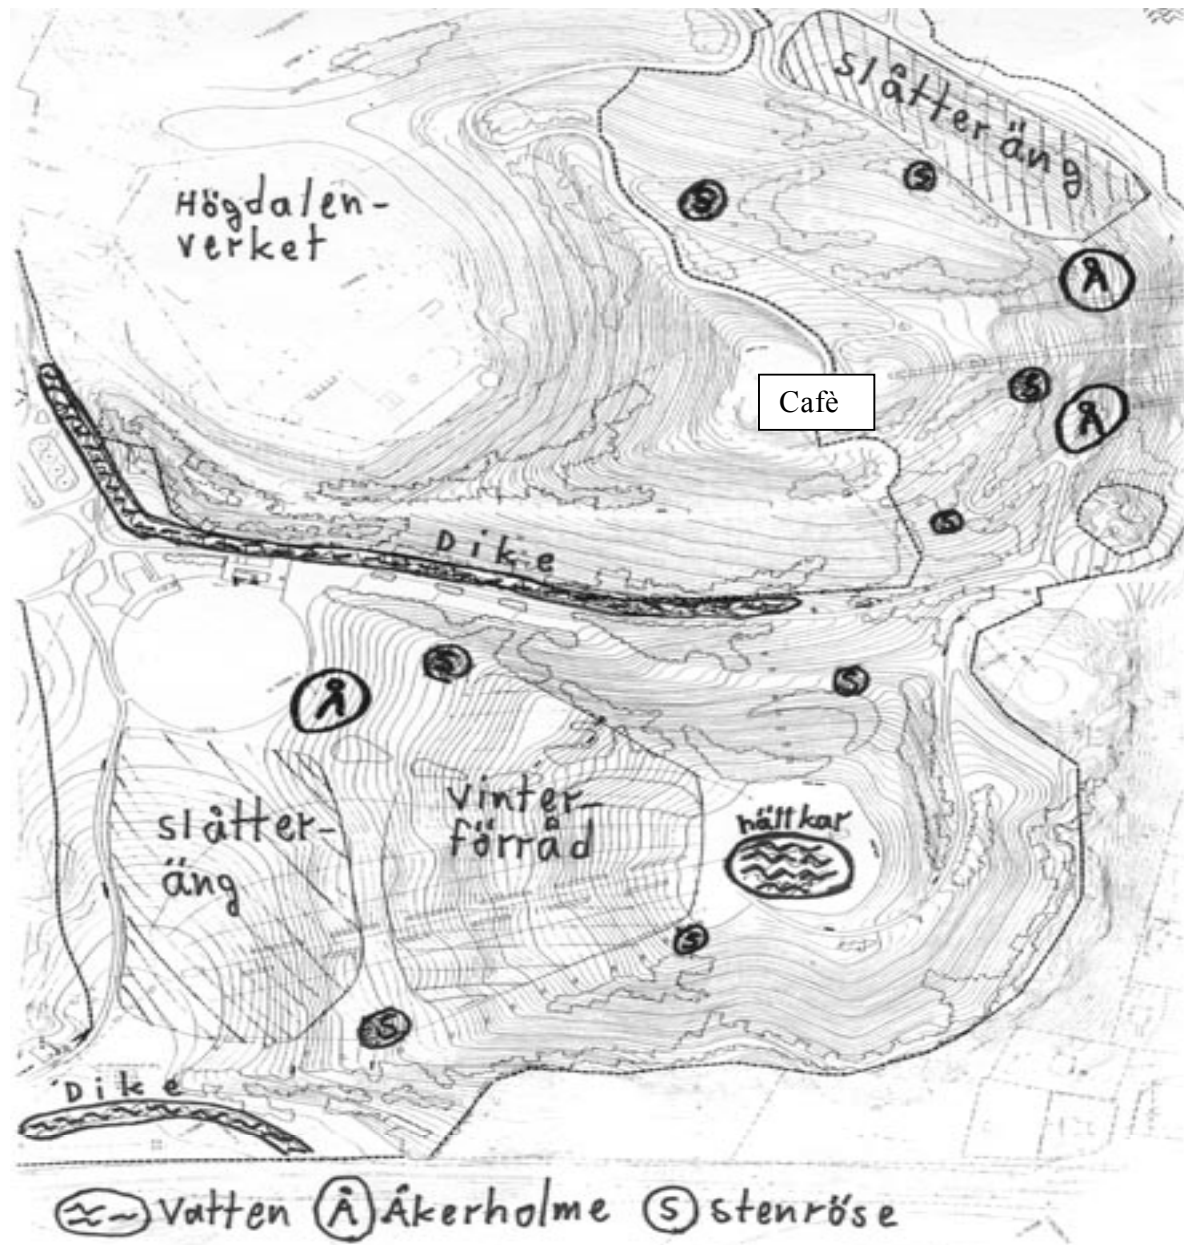 slåtteräng
S
S
Högdalen-
verket
Å
Cafè
S
Å
S
Dike
S
S
Å
vinter-
förråd
slåtter-
äng
hällkar
S
S
Dike
Vatten Å Åkerholme S stenröse